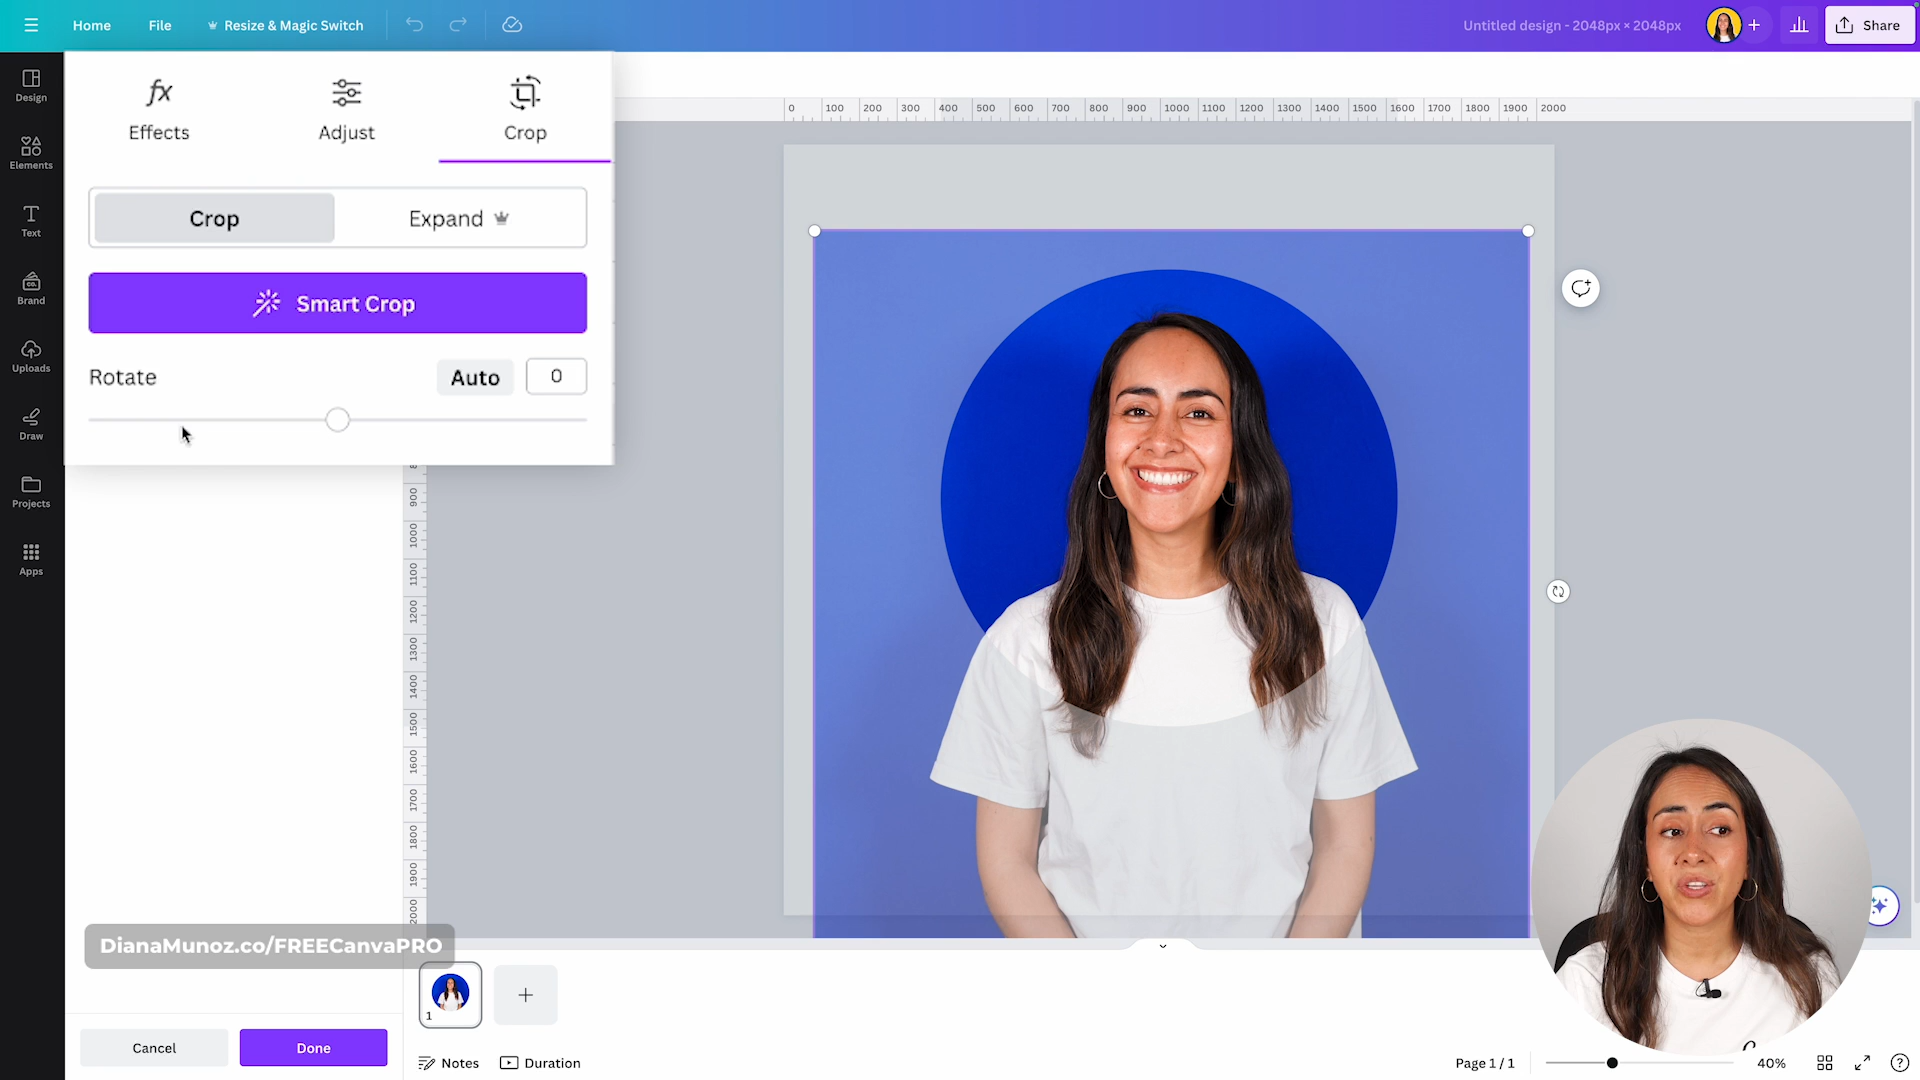 Home File Resize & Magic Switch Untitled design - 2048px × 2048px Share
Design
Elements
Text
Brand
Uploads
Draw
Projects
Apps
fx
Effects Adjust Crop
Crop Expand
Smart Crop
Rotate Auto 0
0 100 200 300 400 500 600 700 800 900 1000 1100 1200 1300 1400 1500 1600 1700 1800 1900 2000
900
1000
1100
1200
1300
1400
1500
1600
1700
1800
1900
2000
DianaMunoz.co/FREECanvaPRO
1
Cancel Done
Notes Duration Page 1 / 1 40%